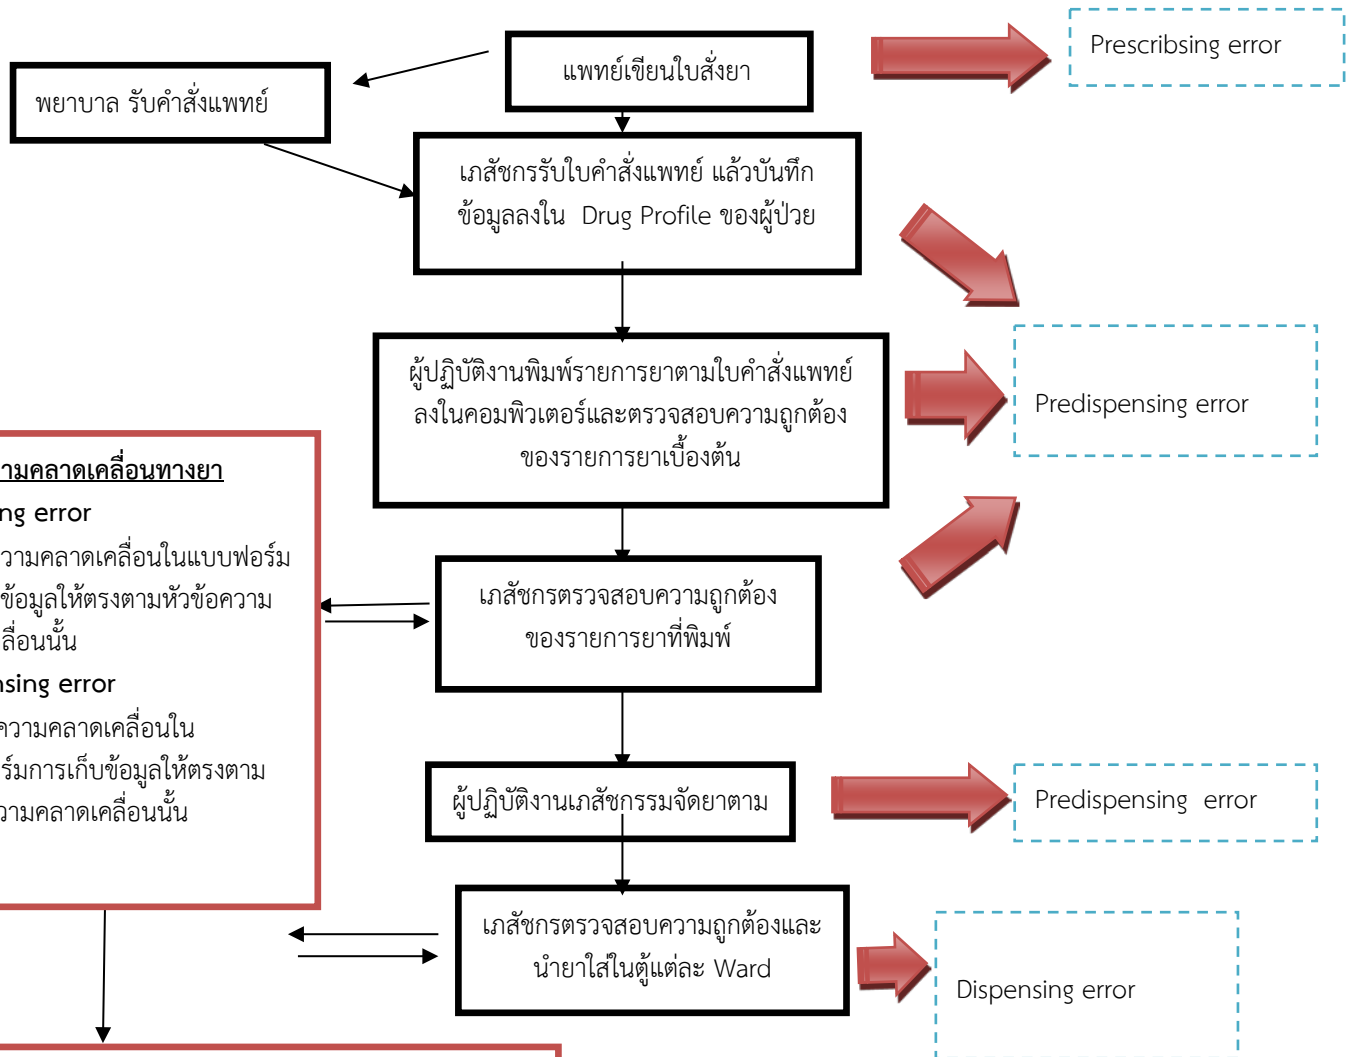 Prescribsing error
แพทย์เขียนใบสั่งยา
พยาบาล รับคำสั่งแพทย์
เภสัชกรรับใบคำสั่งแพทย์ แล้วบันทึก
ข้อมูลลงใน Drug Profile ของผู้ป่วย
ผู้ปฏิบัติงานพิมพ์รายการยาตามใบคำสั่งแพทย์
ลงในคอมพิวเตอร์และตรวจสอบความถูกต้อง
ของรายการยาเบื้องต้น
Predispensing error
ามคลาดเคลื่อนทางยา
ng error
วามคลาดเคลื่อนในแบบฟอร์ม
ข้อมูลให้ตรงตามหัวข้อความ
ลื่อนนั้น
nsing error
ความคลาดเคลื่อนใน
ร์มการเก็บข้อมูลให้ตรงตาม
วามคลาดเคลื่อนนั้น
เภสัชกรตรวจสอบความถูกต้อง
ของรายการยาที่พิมพ์
ผู้ปฏิบัติงานเภสัชกรรมจัดยาตาม
Predispensing error
เภสัชกรตรวจสอบความถูกต้องและ
นำยาใส่ในตู้แต่ละ Ward
Dispensing error